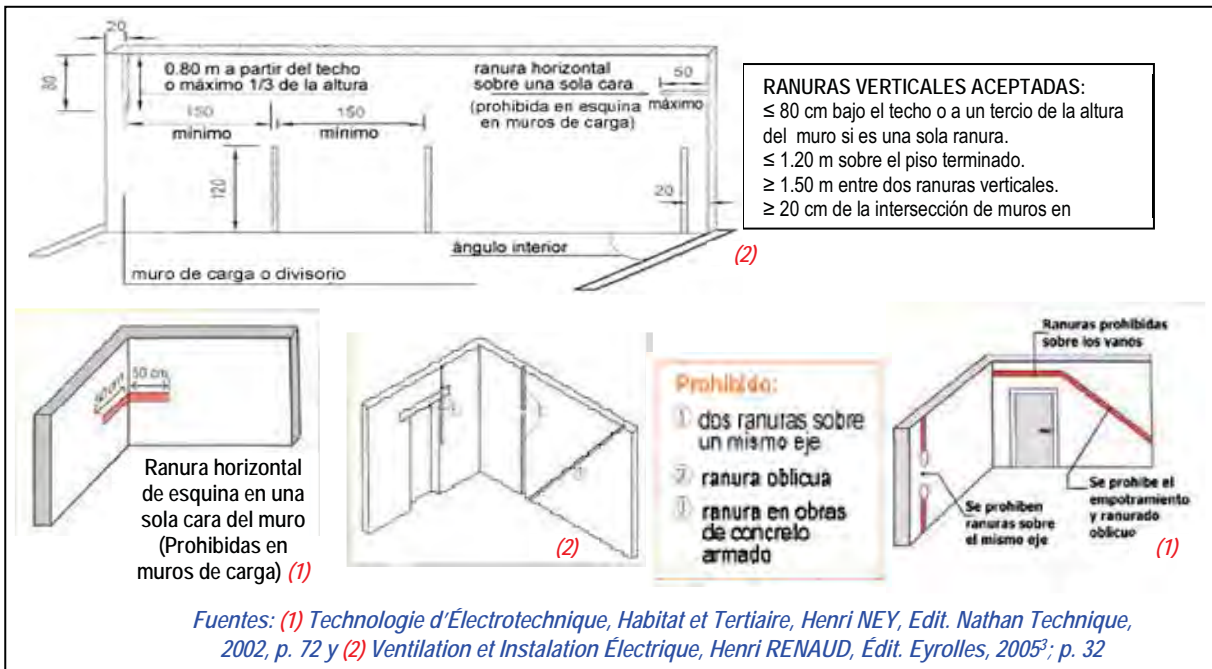 20
80
0.80 m a partir del techo
o máximo 1/3 de la altura
150
mínimo
150
mínimo
ranura horizontal
sobre una sola cara
(prohibida en esquina
en muros de carga)
50
máximo
120
20
ángulo interior
muro de carga o divisorio
(2)
RANURAS VERTICALES ACEPTADAS:
≤ 80 cm bajo el techo o a un tercio de la altura
del muro si es una sola ranura.
≤ 1.20 m sobre el piso terminado.
≥ 1.50 m entre dos ranuras verticales.
≥ 20 cm de la intersección de muros en
50 cm
Ranura horizontal
de esquina en una
sola cara del muro
(Prohibidas en
muros de carga) (1)
(2)
Prohibido:
① dos ranuras sobre
un mismo eje
② ranura oblicua
ranura en obras
de concreto
armado
Ranuras prohibidas
sobre los vanos
Se prohiben
ranuras sobre
el mismo eje
Se prohibe el
empotramiento
y ranurado
oblicuo
(1)
Fuentes: (1) Technologie d'Électrotechnique, Habitat et Tertiaire, Henri NEY, Edit. Nathan Technique,
2002, p. 72 y (2) Ventilation et Instalation Électrique, Henri RENAUD, Édit. Eyrolles, 2005³; p. 32